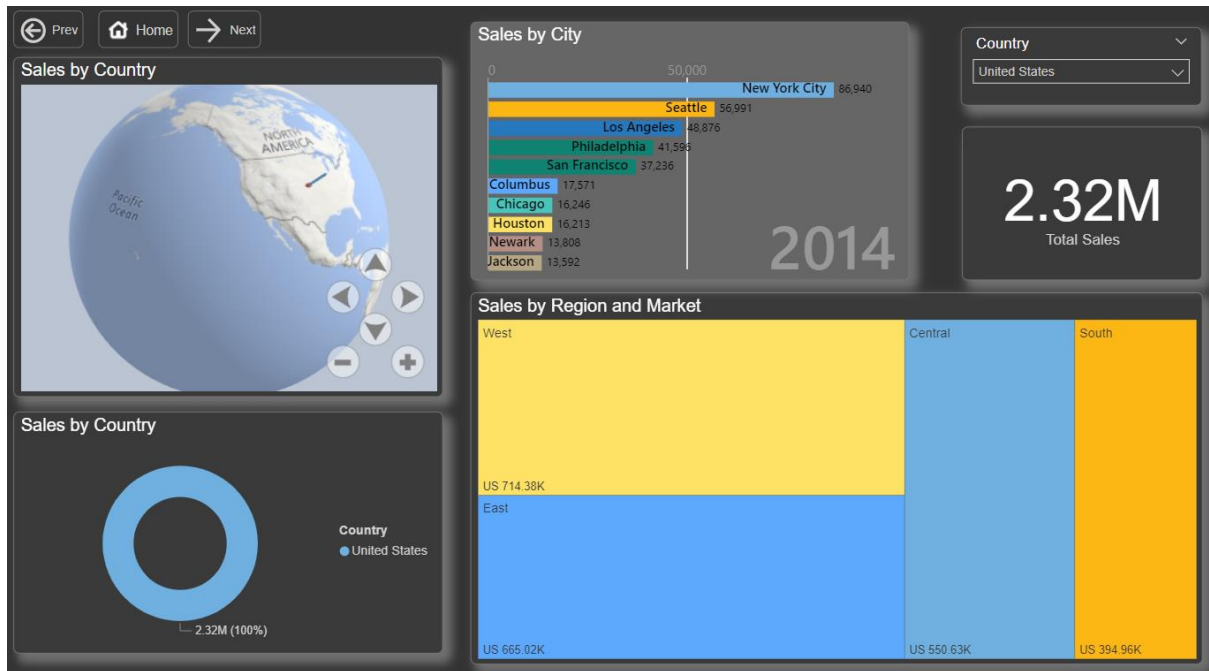 Prev
Home
Next
Sales by Country
NORTH
AMERICA
Pacific
Ocean
Sales by Country
Country
United States
2.32M (100%)
Sales by City
0 50,000
New York City 86,940
Seattle 56,991
Los Angeles 48,876
Philadelphia 41,596
San Francisco 37,236
Columbus 17,571
Chicago 16,246
Houston 16,213
Newark 13,808
Jackson 13,592
2014
Country
United States
2.32M
Total Sales
Sales by Region and Market
West
US 714.38K
East
US 665.02K
Central
US 550.63K
South
US 394.96K